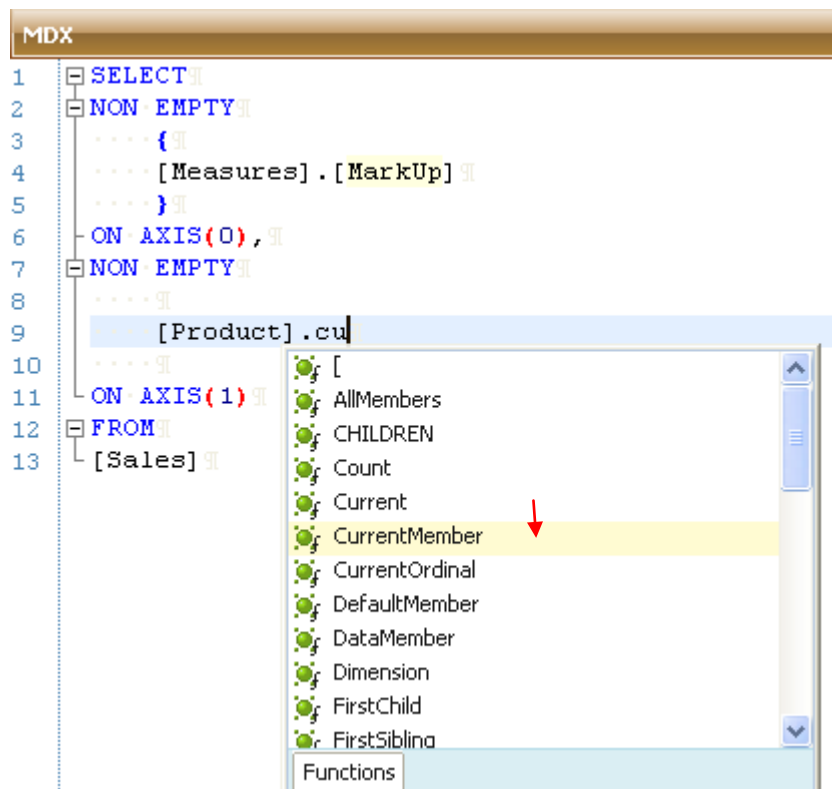 MDX
1 SELECT
2 NON EMPTY
3 {
4 [Measures].[MarkUp]
5 }
6 ON AXIS(0),
7 NON EMPTY
8
9 [Product].cu
10
11 ON AXIS(1)
12 FROM
13 [Sales]
[
AllMembers
CHILDREN
Count
Current
CurrentMember
CurrentOrdinal
DefaultMember
DataMember
Dimension
FirstChild
FirstSibling
Functions